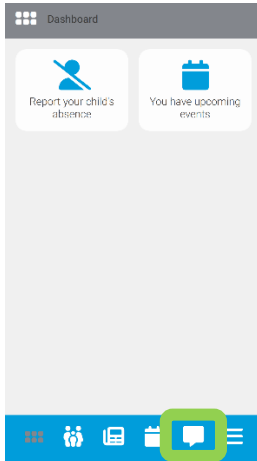 Dashboard
Report your child's
absence
You have upcoming
events